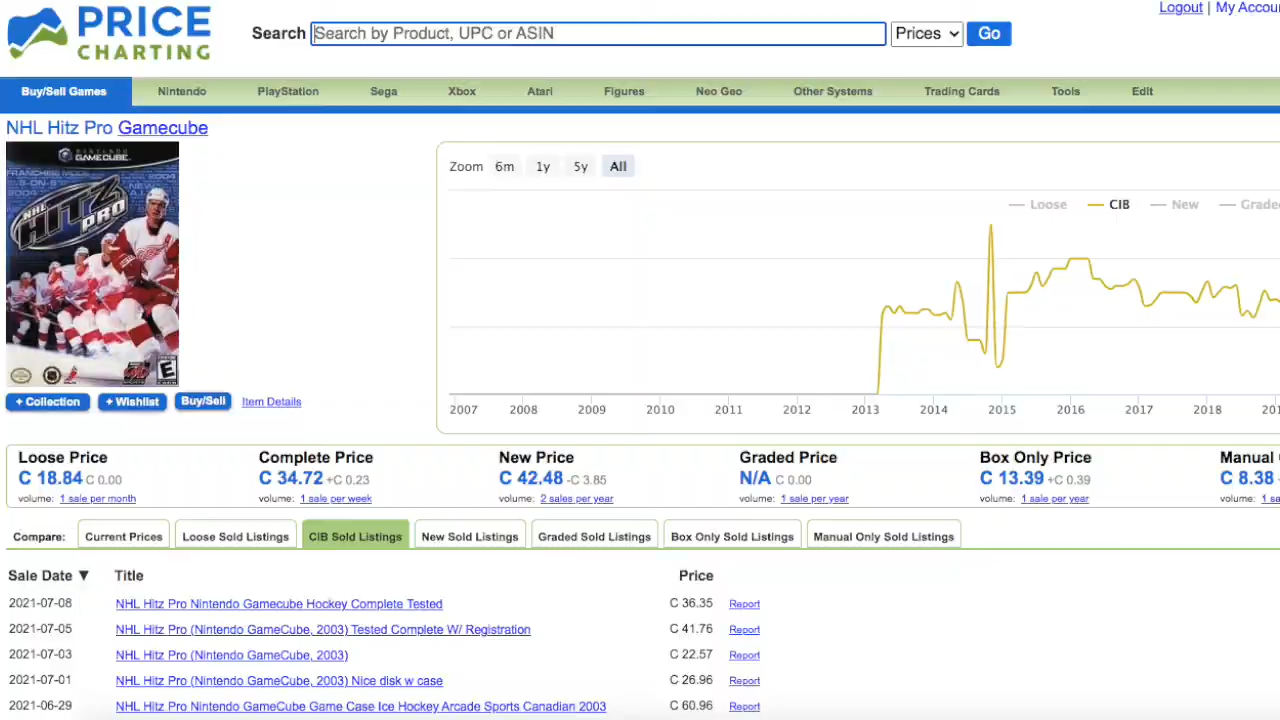 Logout | My Accou
PRICE
CHARTING
Search Search by Product, UPC or ASIN Prices Go
Buy/Sell Games Nintendo PlayStation Sega Xbox Atari Figures Neo Geo Other Systems Trading Cards Tools Edit
NHL Hitz Pro Gamecube
NINTENDO
GAMECUBE
FRANCHISE MODE
NHL
HITZ
PRO
E
Zoom 6m 1y 5y All
Loose CIB New Graded
2007 2008 2009 2010 2011 2012 2013 2014 2015 2016 2017 2018 201
+ Collection + Wishlist Buy/Sell Item Details
Loose Price Complete Price New Price Graded Price Box Only Price Manual
C 18.84 C 0.00 C 34.72 +C 0.23 C 42.48 -C 3.85 N/A C 0.00 C 13.39 +C 0.39 C 8.38
volume: 1 sale per month volume: 1 sale per week volume: 2 sales per year volume: 1 sale per year volume: 1 sale per year volume: 1 sa
Compare: Current Prices Loose Sold Listings CIB Sold Listings New Sold Listings Graded Sold Listings Box Only Sold Listings Manual Only Sold Listings
Sale Date ▼ Title Price
2021-07-08 NHL Hitz Pro Nintendo Gamecube Hockey Complete Tested C 36.35 Report
2021-07-05 NHL Hitz Pro (Nintendo GameCube, 2003) Tested Complete W/ Registration C 41.76 Report
2021-07-03 NHL Hitz Pro (Nintendo GameCube, 2003) C 22.57 Report
2021-07-01 NHL Hitz Pro (Nintendo GameCube, 2003) Nice disk w case C 26.96 Report
2021-06-29 NHL Hitz Pro Nintendo GameCube Game Case Ice Hockey Arcade Sports Canadian 2003 C 60.96 Report